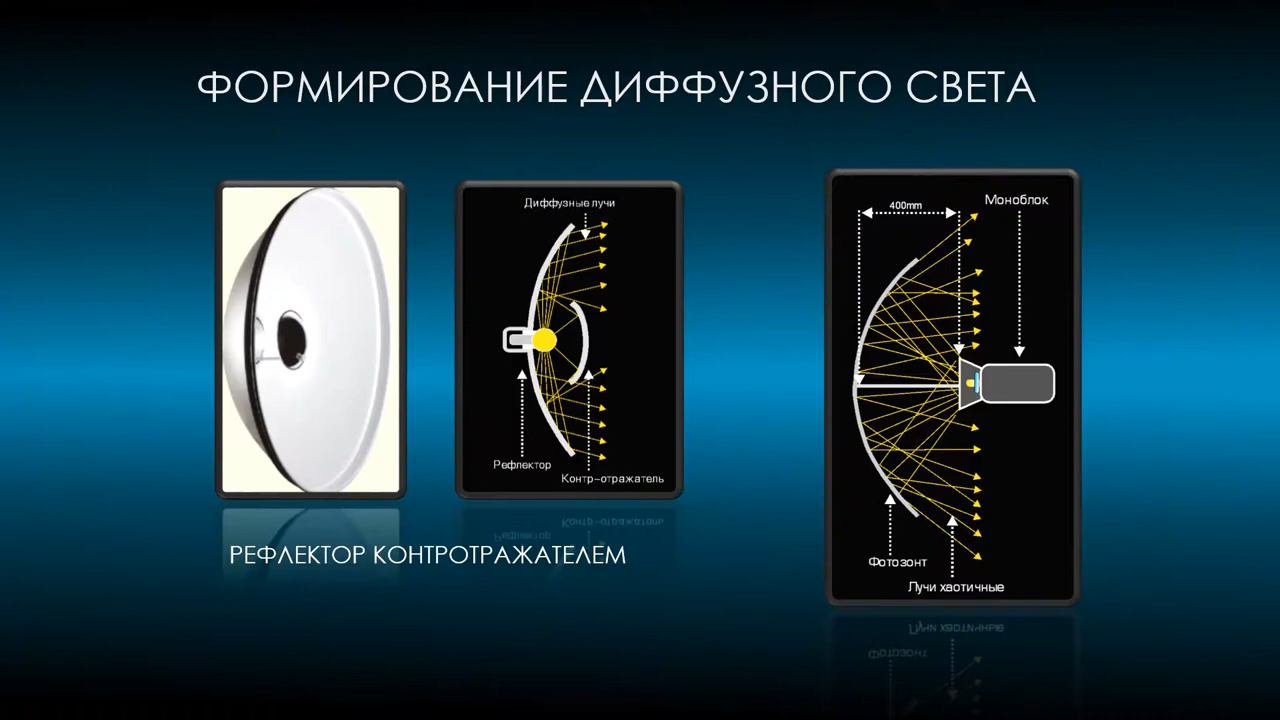 ФОРМИРОВАНИЕ ДИФФУЗНОГО СВЕТА
Диффузные лучи
Рефлектор
Контр-отражатель
РЕФЛЕКТОР КОНТРОТРАЖАТЕЛЕМ
400mm
Моноблок
Фотозонт
Лучи хаотичные